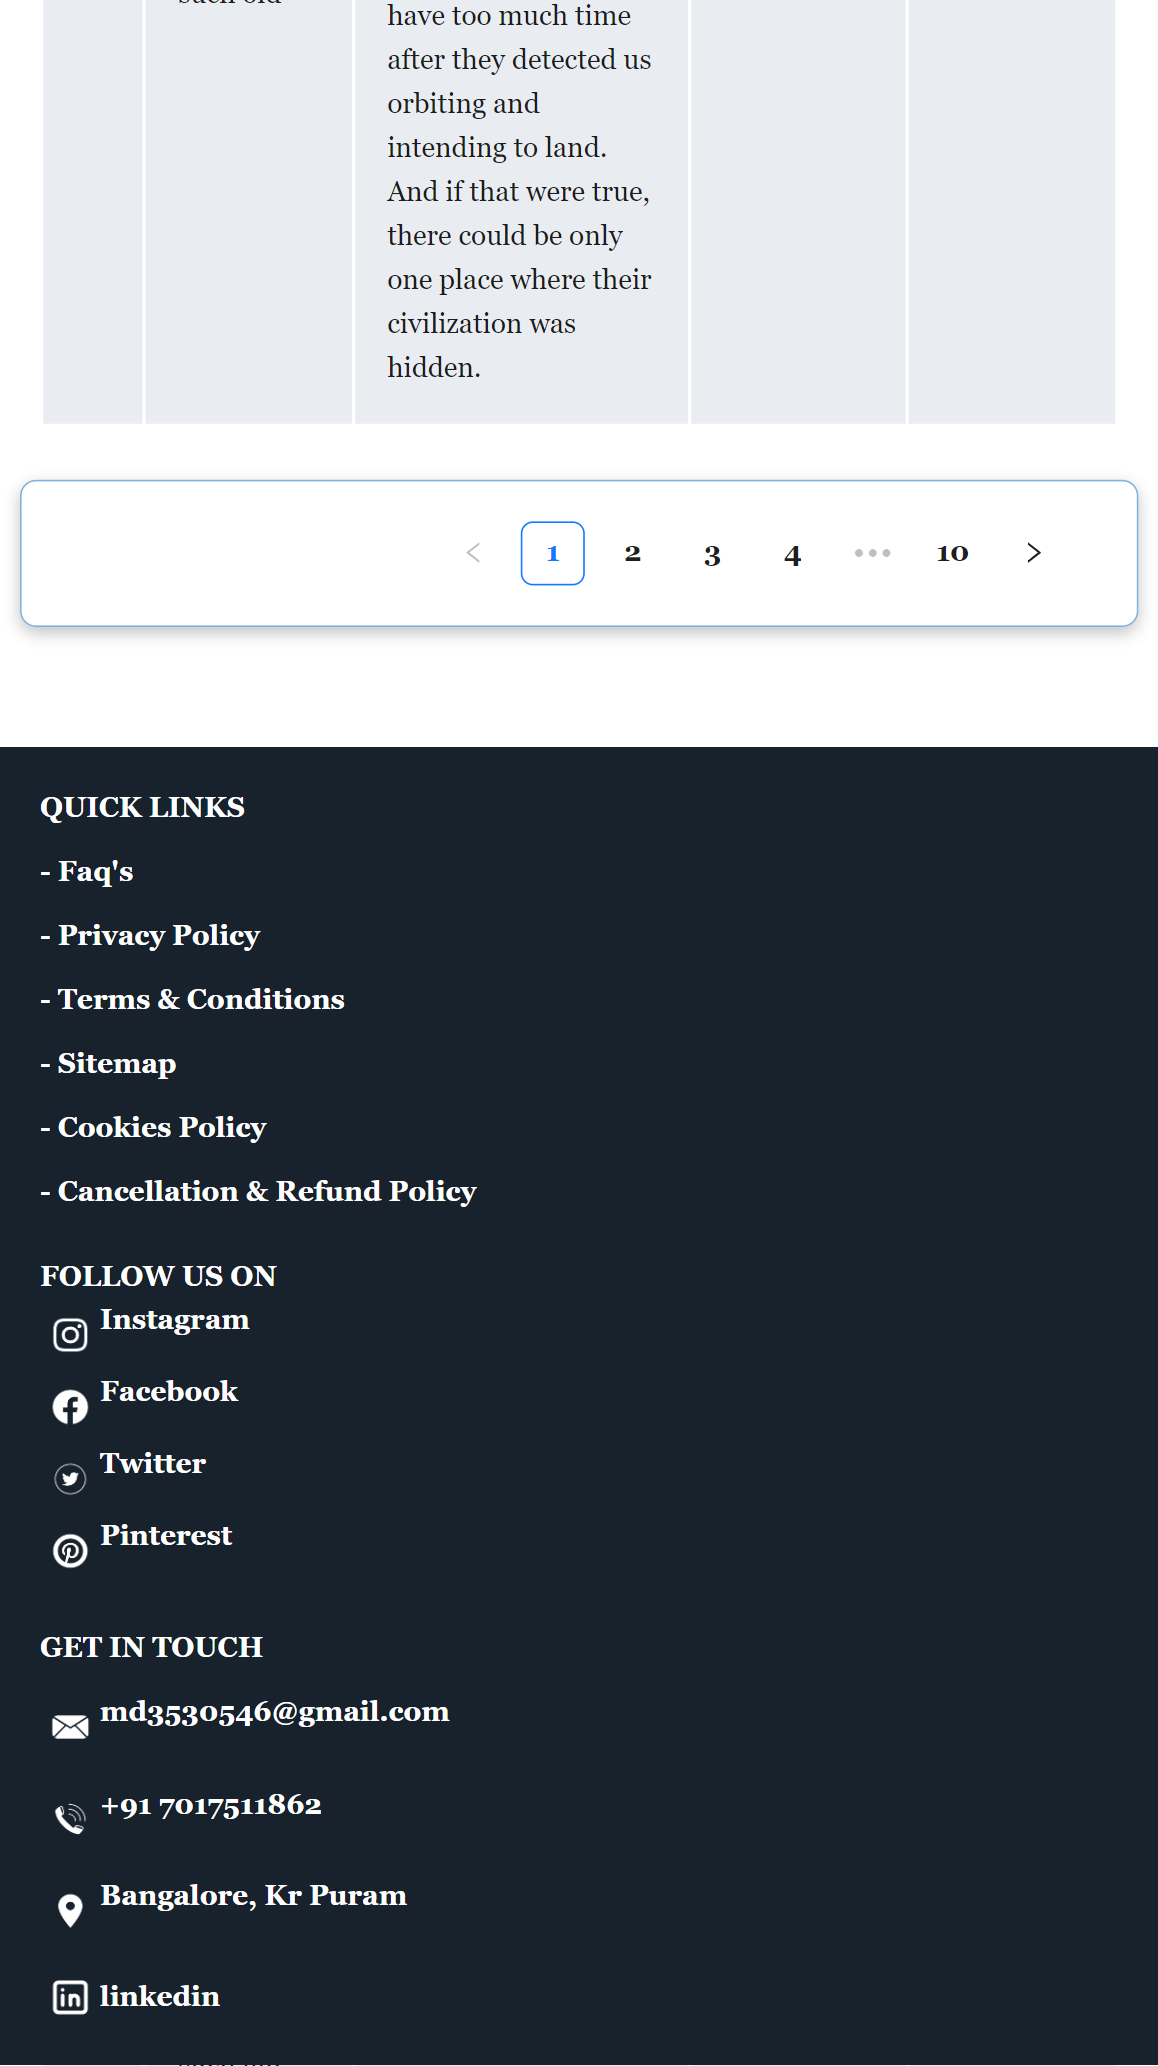 have too much time
after they detected us
orbiting and
intending to land.
And if that were true,
there could be only
one place where their
civilization was
hidden.
1 2 3 4 ••• 10
QUICK LINKS
- Faq's
- Privacy Policy
- Terms & Conditions
- Sitemap
- Cookies Policy
- Cancellation & Refund Policy
FOLLOW US ON
Instagram
Facebook
Twitter
Pinterest
GET IN TOUCH
md3530546@gmail.com
+91 7017511862
Bangalore, Kr Puram
linkedin